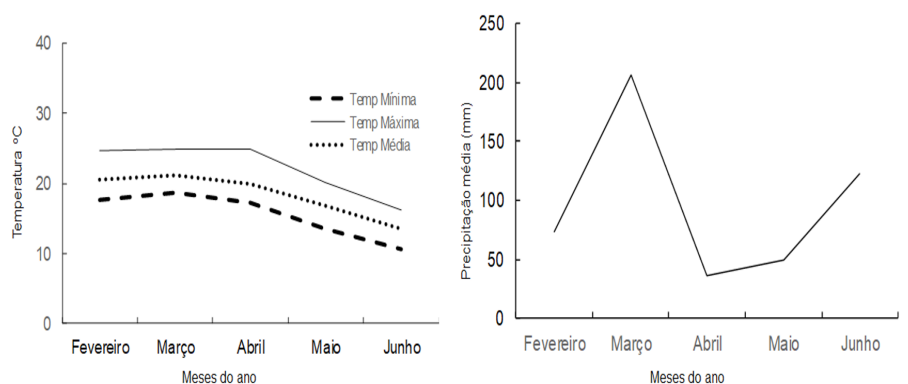 40
30
20
10
0
Temperatura ºC
Temp Mínima
Temp Máxima
Temp Média
Fevereiro Março Abril Maio Junho
Meses do ano
250
200
150
100
50
0
Precipitação média (mm)
Fevereiro Março Abril Maio Junho
Meses do ano